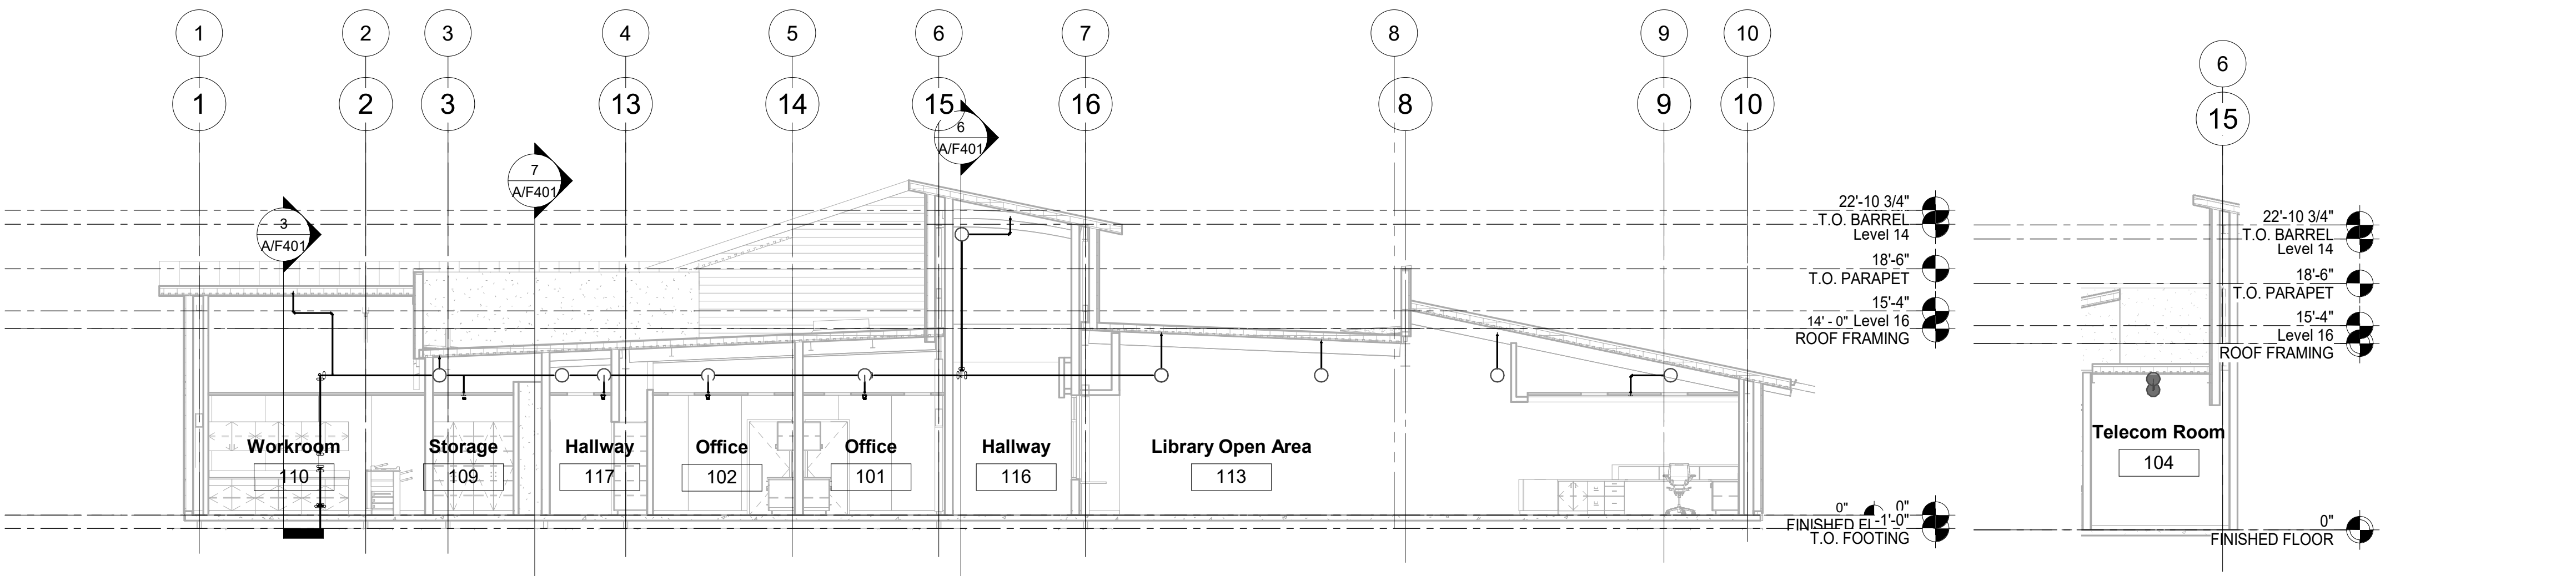 1 2 3 4 5 6 7 8 9 10
6
1 2 3 13 14 15 16 8 9 10
15
6
A/F401
7
A/F401
3
A/F401
22'-10 3/4"
T.O. BARREL
Level 14
18'-6"
T.O. PARAPET
15'-4"
14' - 0" Level 16
ROOF FRAMING
22'-10 3/4"
T.O. BARREL
Level 14
18'-6"
T.O. PARAPET
15'-4"
Level 16
ROOF FRAMING
Workroom
110
Storage
109
Hallway
117
Office
102
Office
101
Hallway
116
Library Open Area
113
Telecom Room
104
0" 0"
FINISHED FL -1'-0"
T.O. FOOTING
0"
FINISHED FLOOR